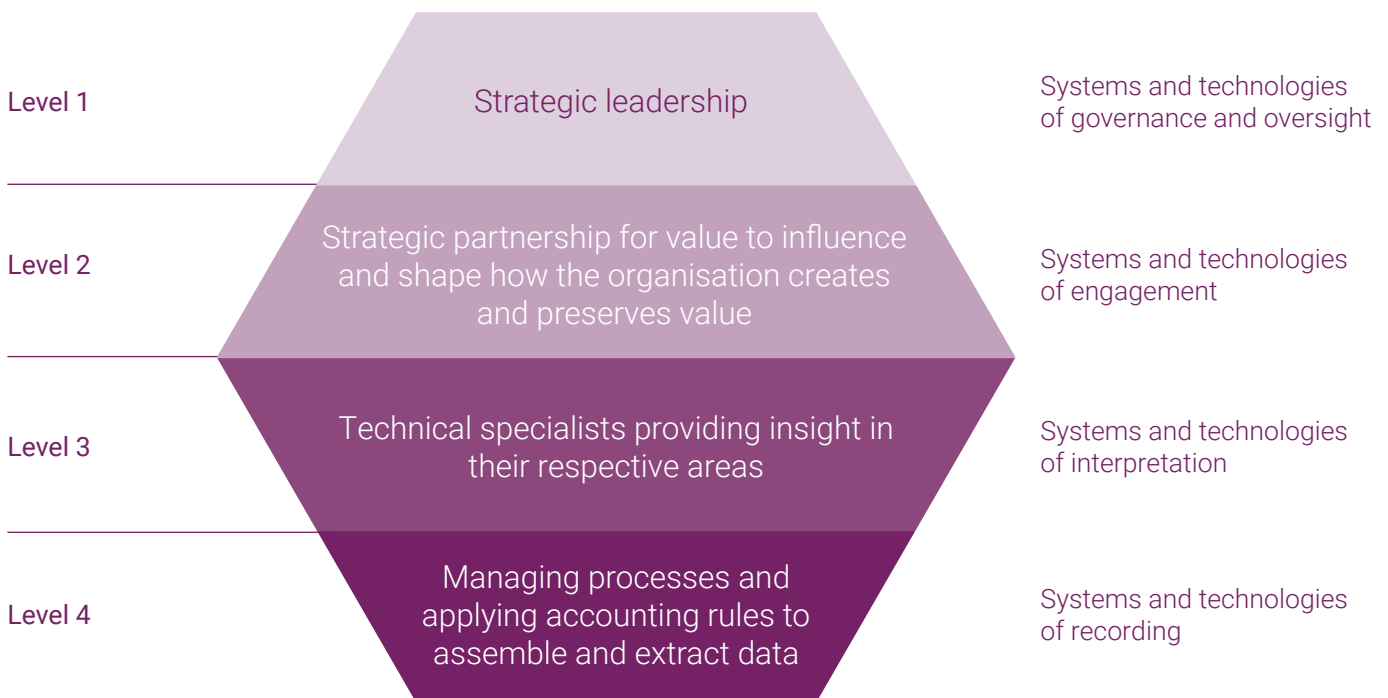 Level 1
Strategic leadership
Systems and technologies
of governance and oversight
Level 2
Strategic partnership for value to influence
and shape how the organisation creates
and preserves value
Systems and technologies
of engagement
Level 3
Technical specialists providing insight in
their respective areas
Systems and technologies
of interpretation
Level 4
Managing processes and
applying accounting rules to
assemble and extract data
Systems and technologies
of recording